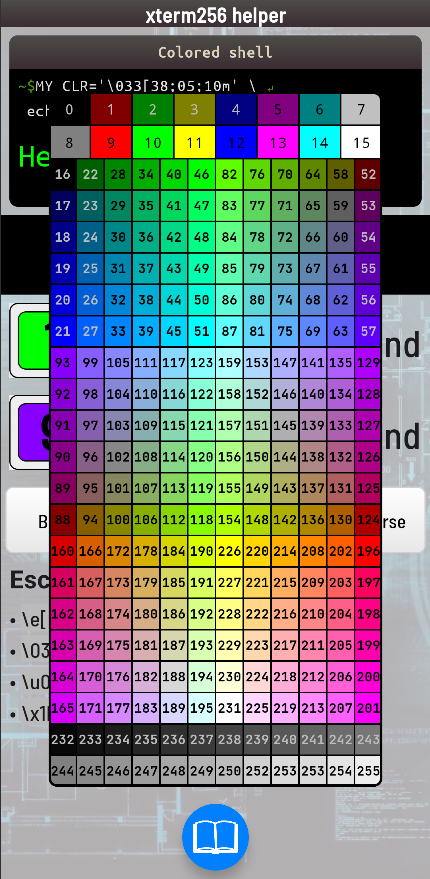 xterm256 helper
Colored shell
~$MY CLR='\033[38:05:10m' \
ech
He
0 1 2 3 4 5 6 7
8 9 10 11 12 13 14 15
16 22 28 34 40 46 82 76 70 64 58 52
17 23 29 35 41 47 83 77 71 65 59 53
18 24 30 36 42 48 84 78 72 66 60 54
19 25 31 37 43 49 85 79 73 67 61 55
20 26 32 38 44 50 86 80 74 68 62 56
21 27 33 39 45 51 87 81 75 69 63 57
nd
93 99 105 111 117 123 159 153 147 141 135 129
92 98 104 110 116 122 158 152 146 140 134 128
91 97 103 109 115 121 157 151 145 139 133 127
nd
90 96 102 108 114 120 156 150 144 138 132 126
89 95 101 107 113 119 155 149 143 137 131 125
88 94 100 106 112 118 154 148 142 136 130 124
B
rse
160 166 172 178 184 190 226 220 214 208 202 196
161 167 173 179 185 191 227 221 215 209 203 197
Esc
162 168 174 180 186 192 228 222 216 210 204 198
• \e[
163 169 175 181 187 193 229 223 217 211 205 199
• \03
164 170 176 182 188 194 230 224 218 212 206 200
• \u0
165 171 177 183 189 195 231 225 219 213 207 201
• \x1
232 233 234 235 236 237 238 239 240 241 242 243
244 245 246 247 248 249 250 252 253 253 254 255